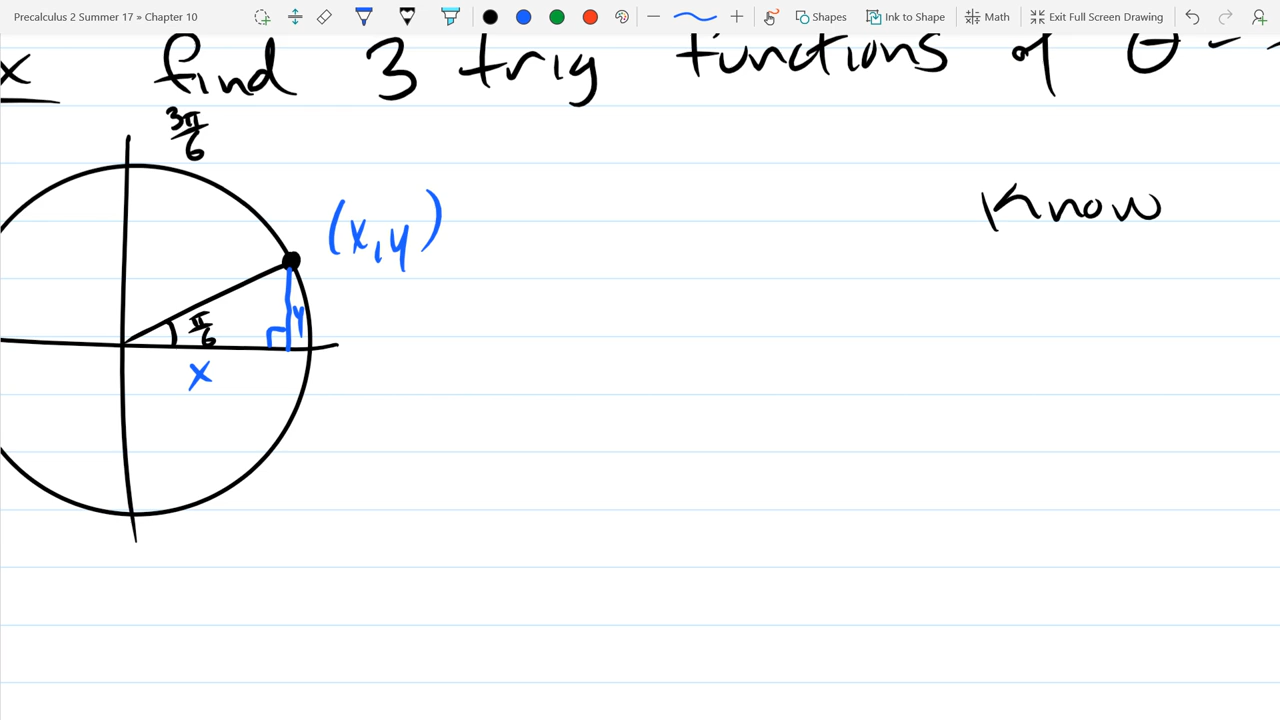 Precalculus 2 Summer 17 » Chapter 10
Shapes
Ink to Shape
Math
Exit Full Screen Drawing
x find 3 trig functions of θ
3π/6
(x,y)
Know
π/6
y
x